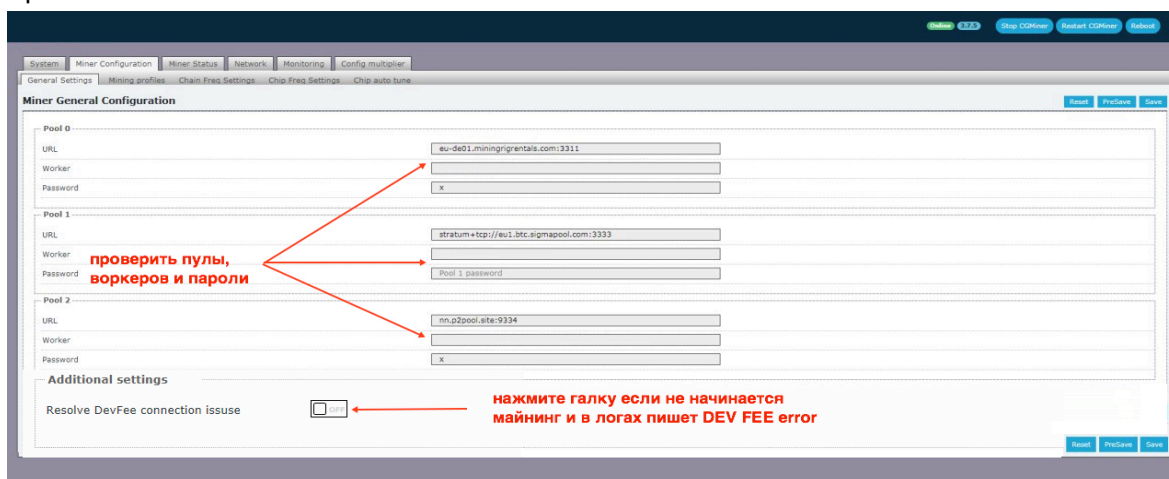 Online 3.7.5 Stop CGMiner Restart CGMiner Reboot
System Miner Configuration Miner Status Network Monitoring Config multiplier
General Settings Mining profiles Chain Freq Settings Chip Freq Settings Chip auto tune
Miner General Configuration Reset PreSave Save
Pool 0
URL eu-de01.miningrigrentals.com:3311
Worker
Password x
Pool 1
URL stratum+tcp://eu1.btc.sigmapool.com:3333
Worker
Password Pool 1 password
проверить пулы,
воркеров и пароли
Pool 2
URL nn.p2pool.site:9334
Worker
Password x
Additional settings
Resolve DevFee connection issuse OFF
нажмите галку если не начинается
майнинг и в логах пишет DEV FEE error
Reset PreSave Save